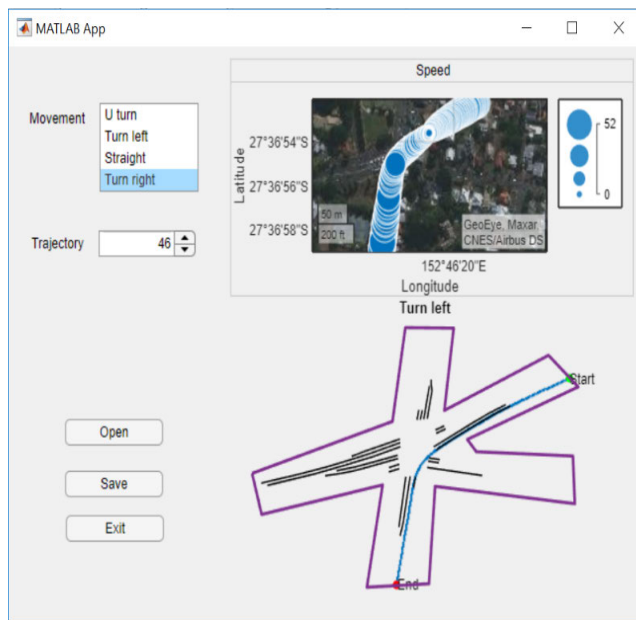 MATLAB App
Speed
Movement
U turn
Turn left
Straight
Turn right
Latitude
27°36'54"S
27°36'56"S
27°36'58"S
50 m
200 ft
GeoEye, Maxar
CNES/Airbus DS
152°46'20"E
Longitude
52
0
Trajectory
46
Turn left
Start
Open
Save
Exit
End